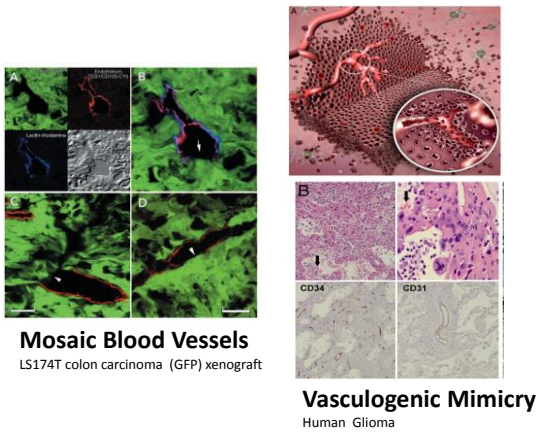 A
Endothelium
(CD31/CD105-CY5)
B
Lectin-rhodamine
C
D
Mosaic Blood Vessels
LS174T colon carcinoma (GFP) xenograft
A
B
CD34
CD31
Vasculogenic Mimicry
Human Glioma